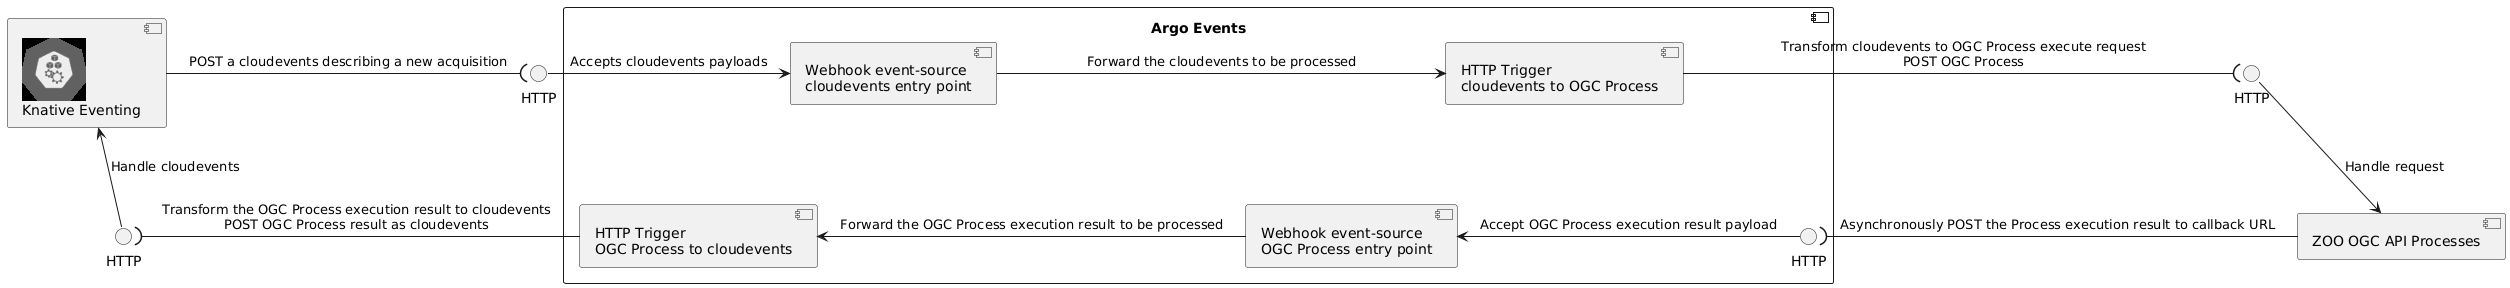 Argo Events
Knative Eventing
POST a cloudevents describing a new acquisition
HTTP
Accepts cloudevents payloads
Webhook event-source
cloudevents entry point
Forward the cloudevents to be processed
HTTP Trigger
cloudevents to OGC Process
Transform cloudevents to OGC Process execute request
POST OGC Process
HTTP
Handle cloudevents
Handle request
HTTP
Transform the OGC Process execution result to cloudevents
POST OGC Process result as cloudevents
HTTP Trigger
OGC Process to cloudevents
Forward the OGC Process execution result to be processed
Webhook event-source
OGC Process entry point
Accept OGC Process execution result payload
HTTP
Asynchronously POST the Process execution result to callback URL
ZOO OGC API Processes